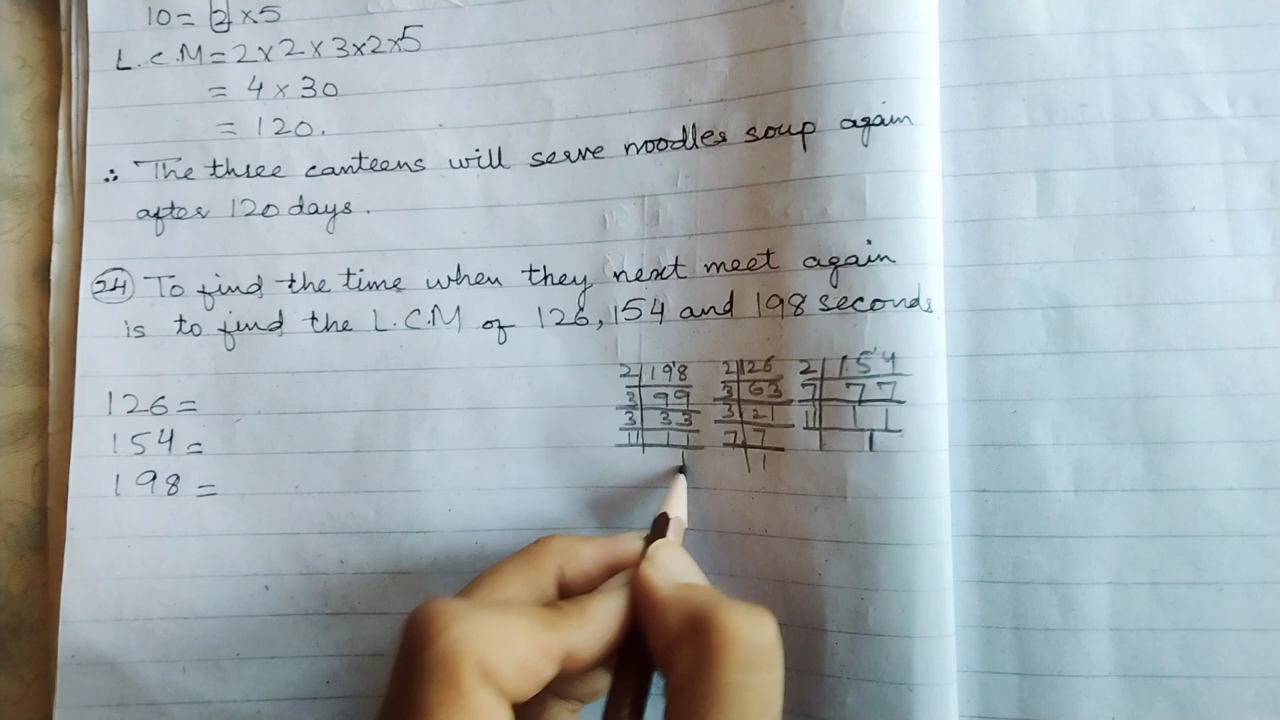 10 = 2 × 5
L.C.M = 2 × 2 × 3 × 2 × 5
= 4 × 30
= 120.
∴ The three canteens will serve noodles soup again
after 120 days.
24 To find the time when they next meet again
is to find the L.C.M of 126, 154 and 198 seconds
126 =
154 =
198 =
2 198
3 99
3 33
11 11
1
2 126
3 63
3 21
7 7
1
2 154
7 77
11 11
1